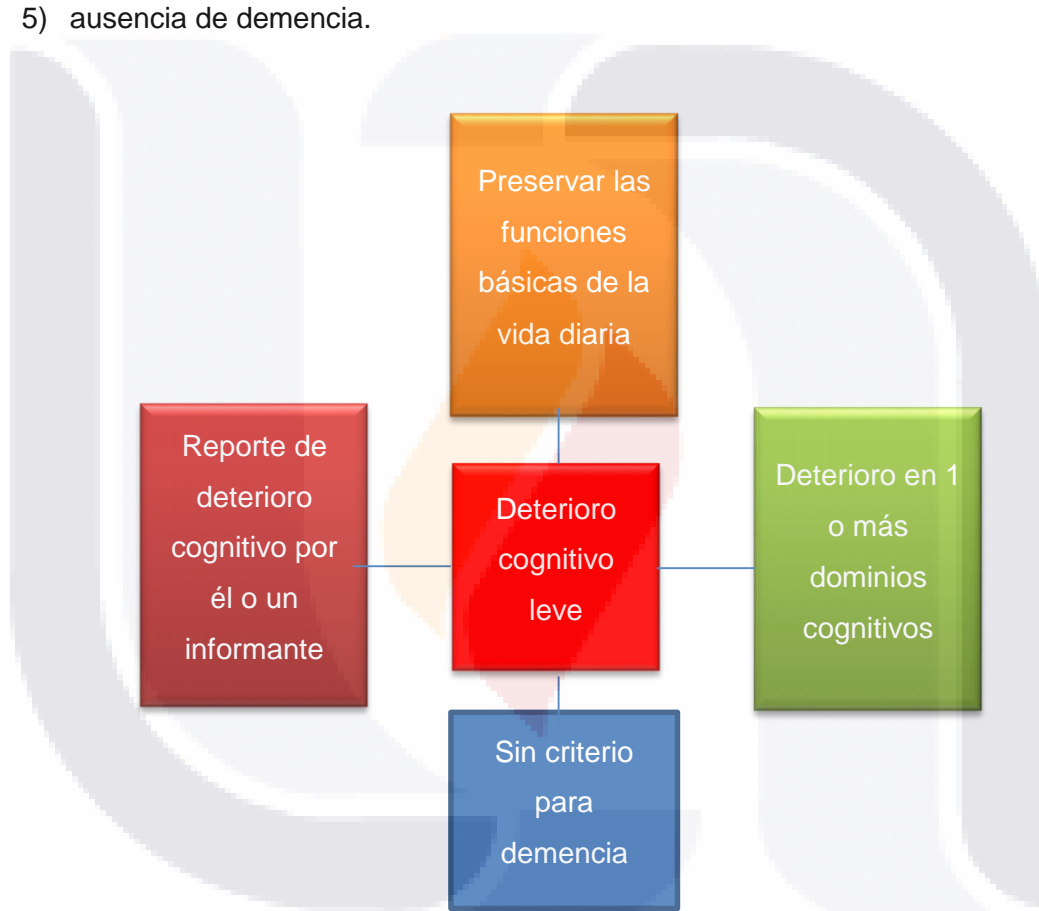 5) ausencia de demencia.
Preservar las
funciones
básicas de la
vida diaria
Reporte de
deterioro
cognitivo por
él o un
informante
Deterioro
cognitivo
leve
Deterioro en 1
o más
dominios
cognitivos
Sin criterio
para
demencia